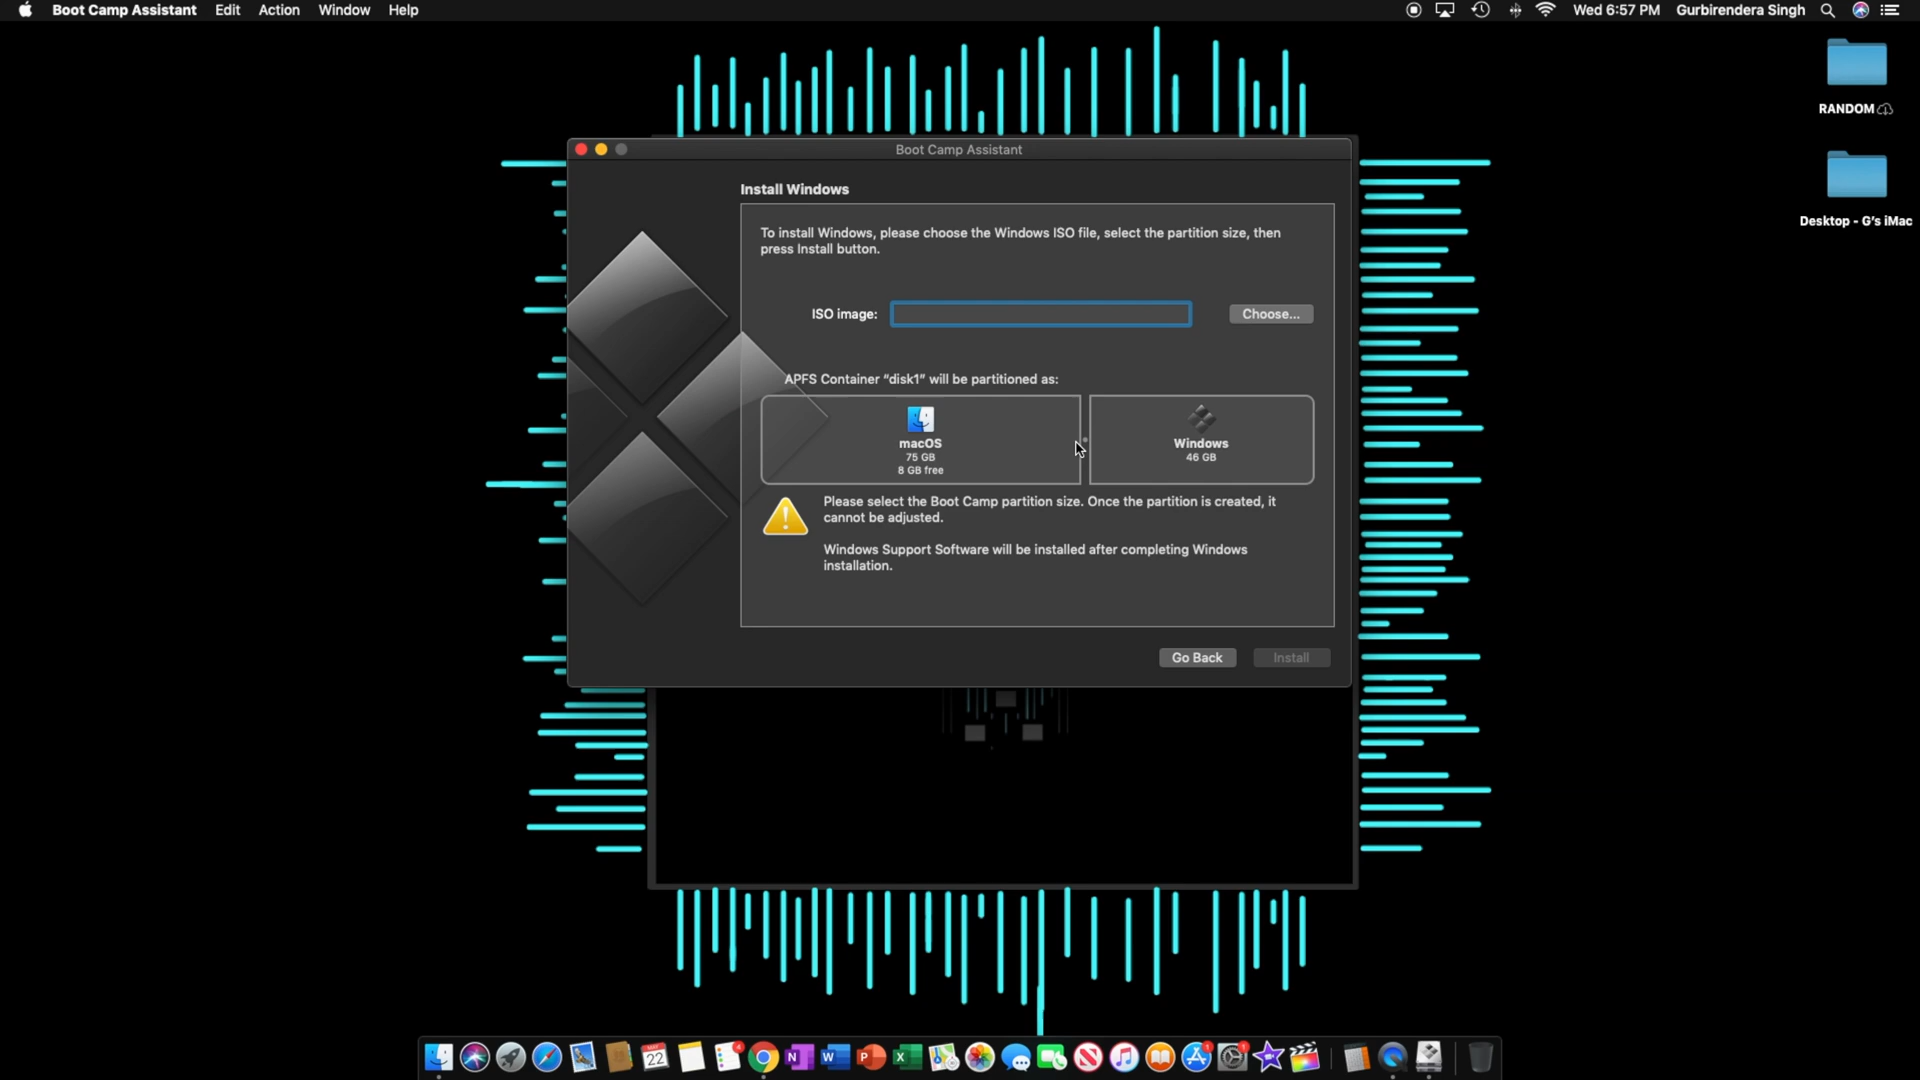 Boot Camp Assistant Edit Action Window Help Wed 6:57 PM Gurbirendera Singh
RANDOM
Desktop - G's iMac
Boot Camp Assistant
Install Windows
To install Windows, please choose the Windows ISO file, select the partition size, then
press Install button.
ISO image: Choose...
APFS Container “disk1” will be partitioned as:
macOS
75 GB
8 GB free
Windows
46 GB
Please select the Boot Camp partition size. Once the partition is created, it
cannot be adjusted.
Windows Support Software will be installed after completing Windows
installation.
Go Back Install
22